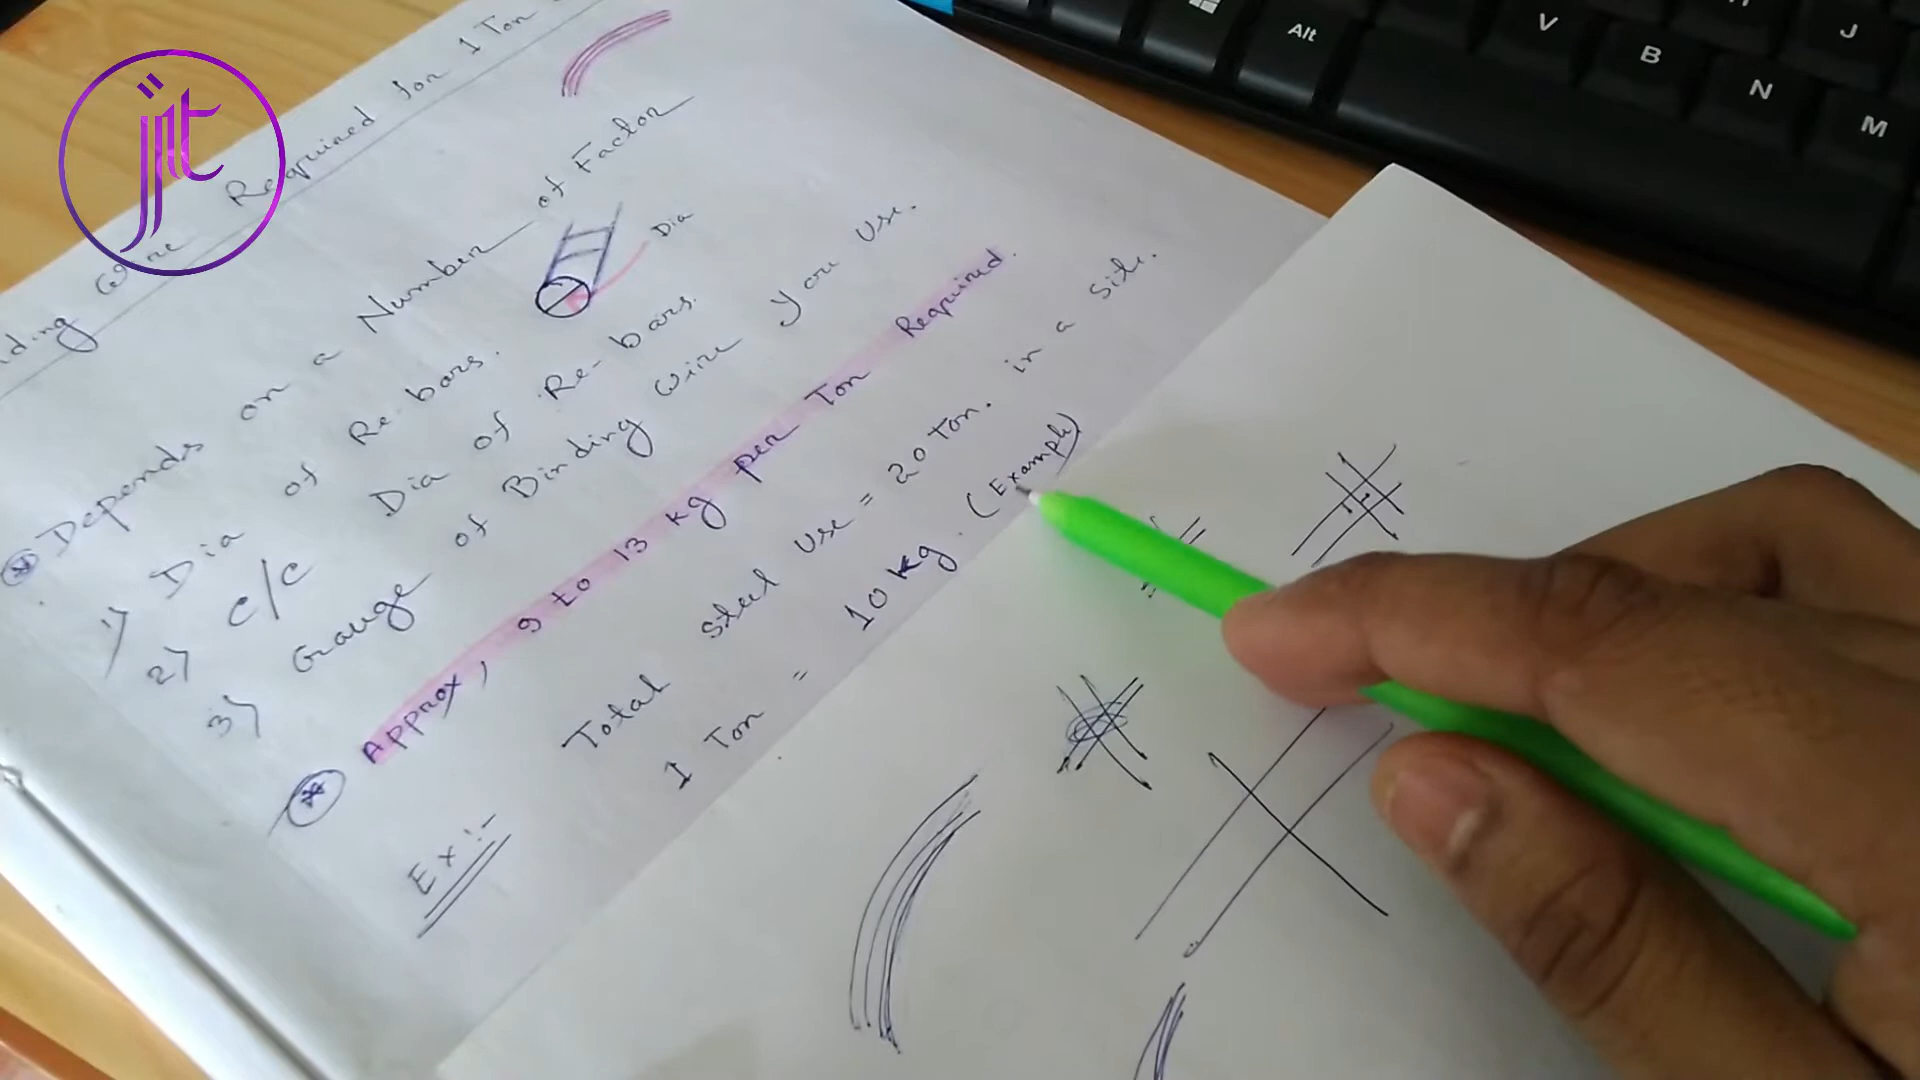 jjit
Wire Required for 1 Ton
* Depends on a Number of Factor
1) Dia of Re-bars.
Dia
2) C/C Dia of Re-bars.
3) Gauge of Binding Wire you use.
* Approx, 9 to 13 kg per Ton Required.
Ex:- Total steel use = 20 Ton. in a site.
1 Ton = 10 kg. (Example)
Alt
V
B
N
M
J